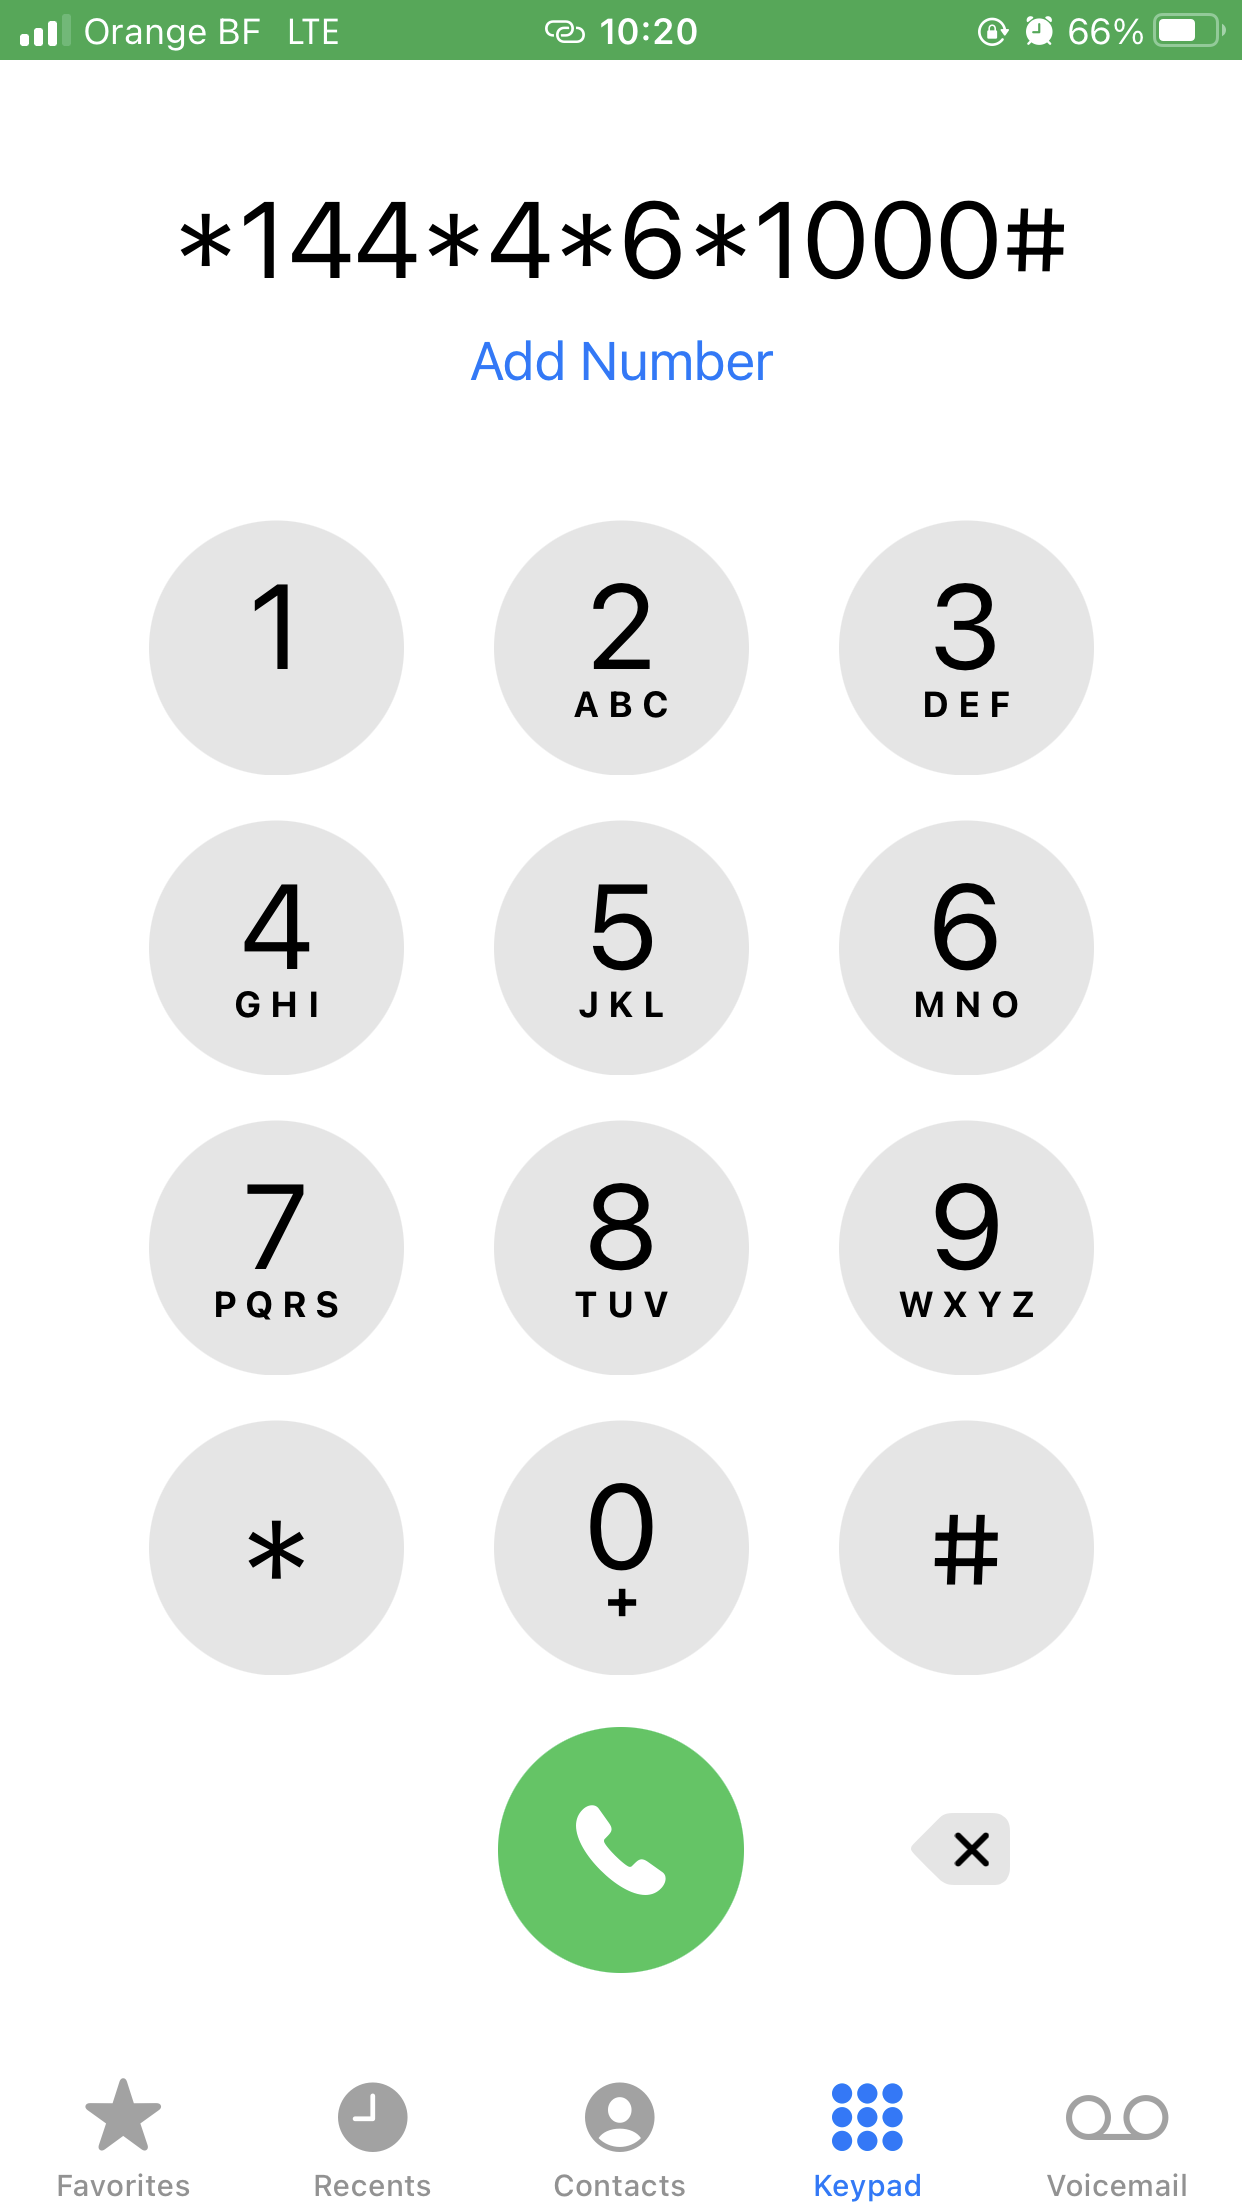 Orange BF LTE 10:20 66%
*144*4*6*1000#
Add Number
1 2 3
ABC DEF
4 5 6
GHI JKL MNO
7 8 9
PQRS TUV WXYZ
* 0 #
+
Favorites Recents Contacts Keypad Voicemail